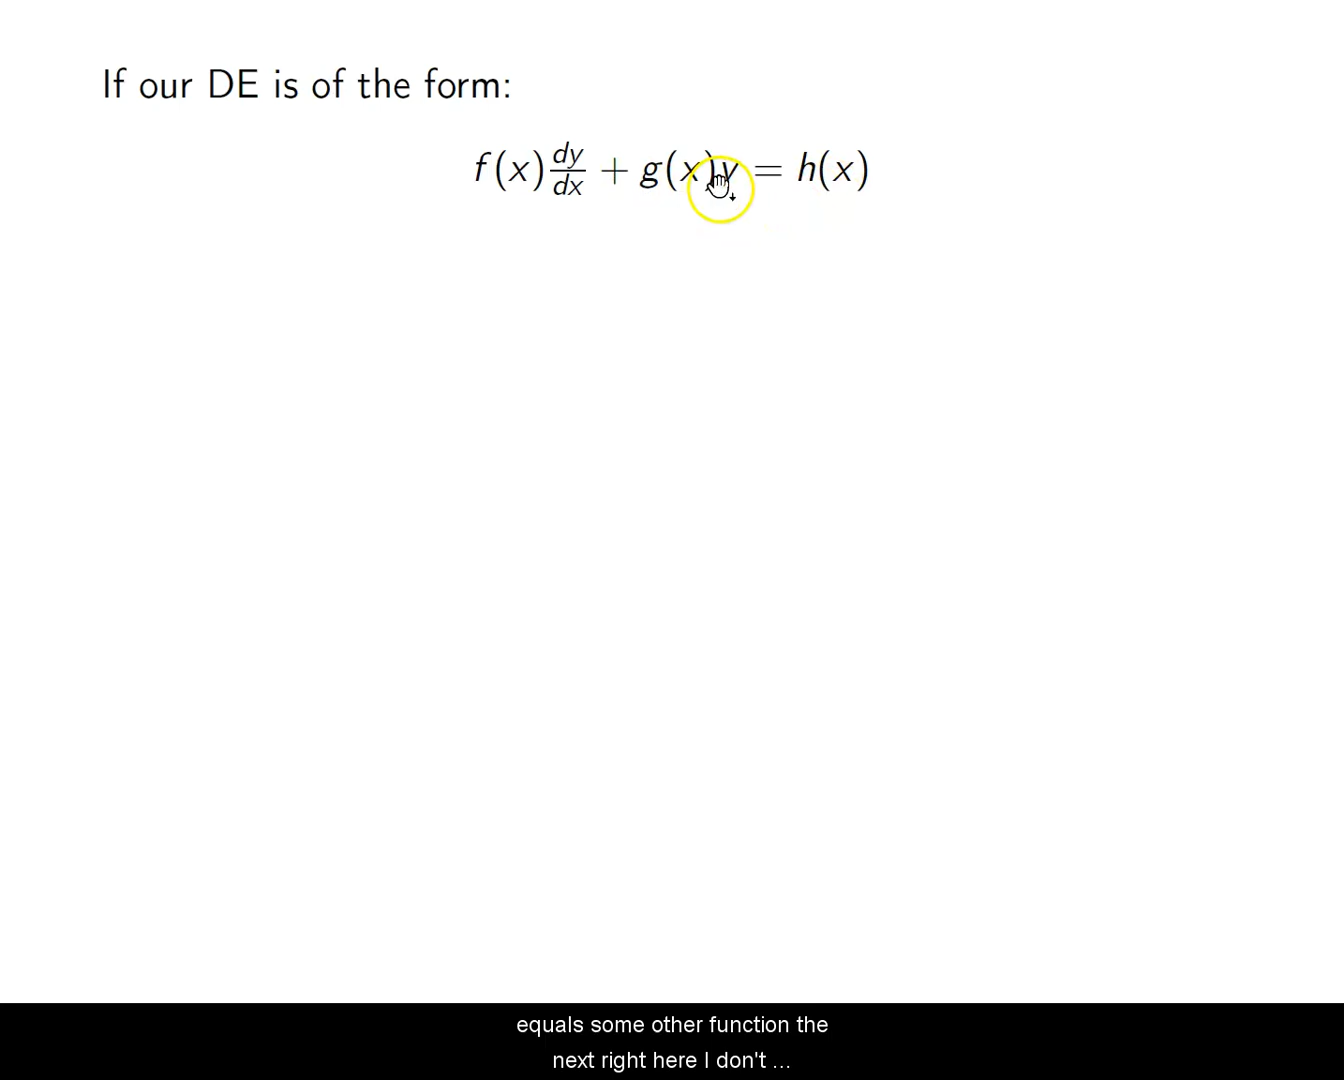 If our DE is of the form:
f(x) dy/dx + g(x)y = h(x)
equals some other function the
next right here I don't ...